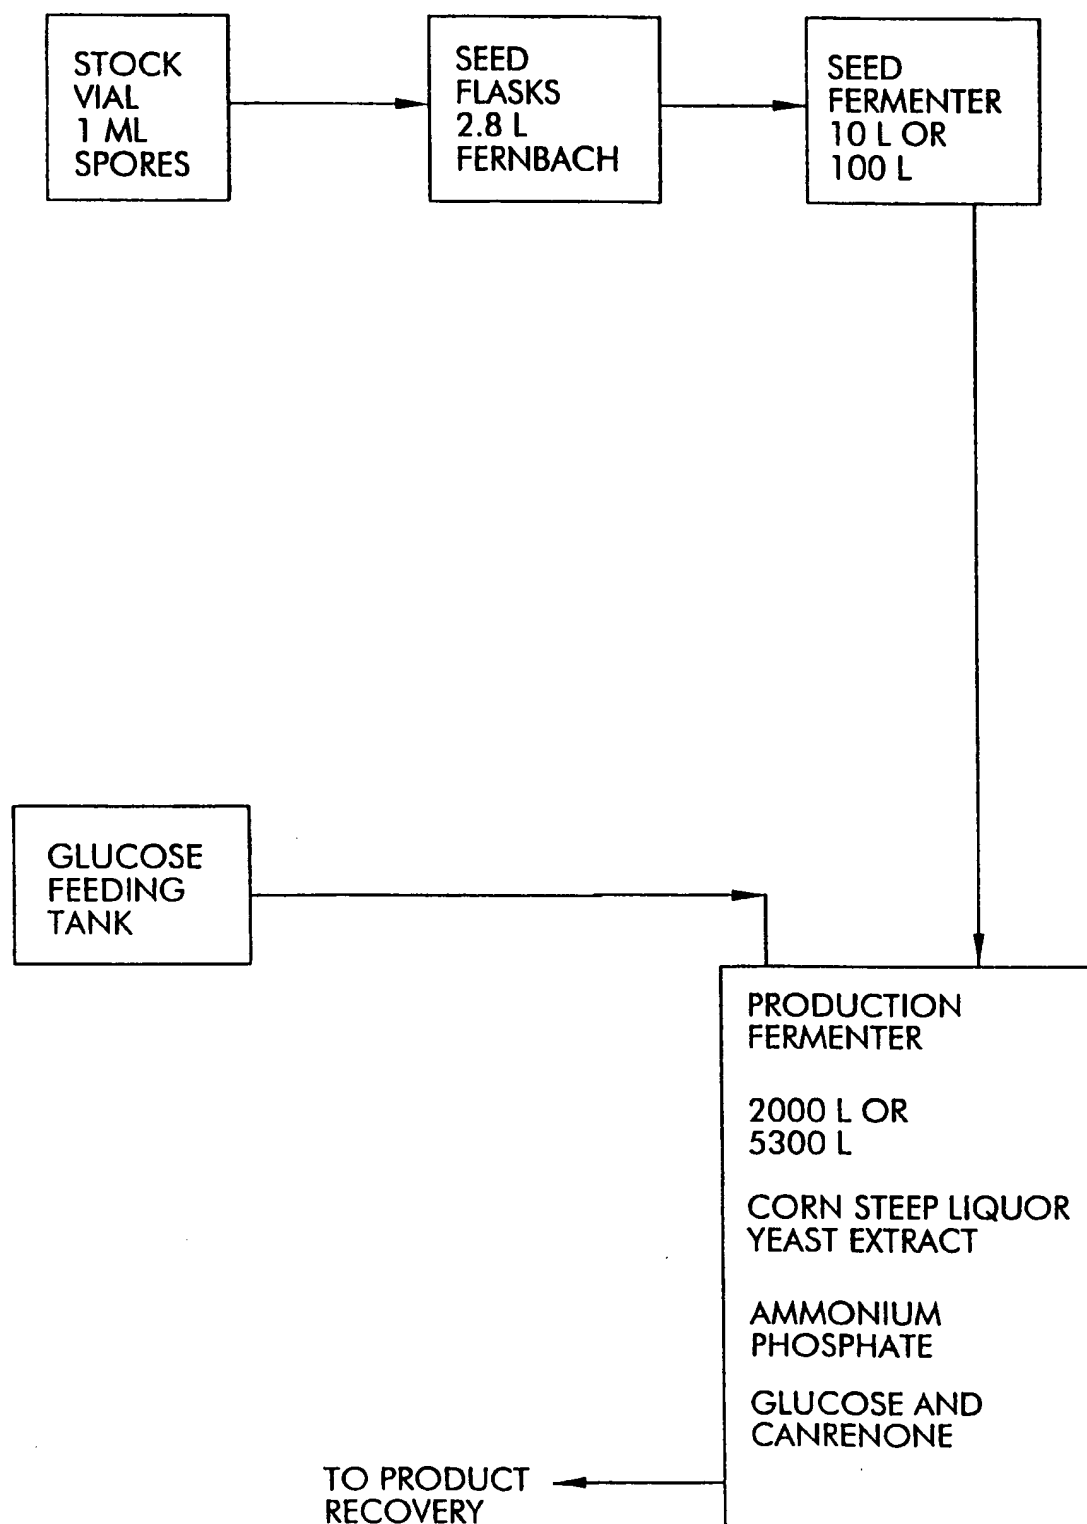 STOCK
VIAL
1 ML
SPORES
SEED
FLASKS
2.8 L
FERNBACH
SEED
FERMENTER
10 L OR
100 L
GLUCOSE
FEEDING
TANK
PRODUCTION
FERMENTER
2000 L OR
5300 L
CORN STEEP LIQUOR
YEAST EXTRACT
AMMONIUM
PHOSPHATE
GLUCOSE AND
CANRENONE
TO PRODUCT
RECOVERY